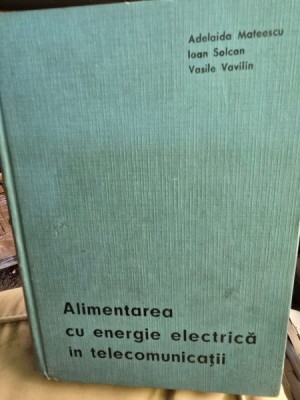 Adelaida Mateescu
Ioan Solcan
Vasile Vavilin
Alimentarea
cu energie electrică
în telecomunicații